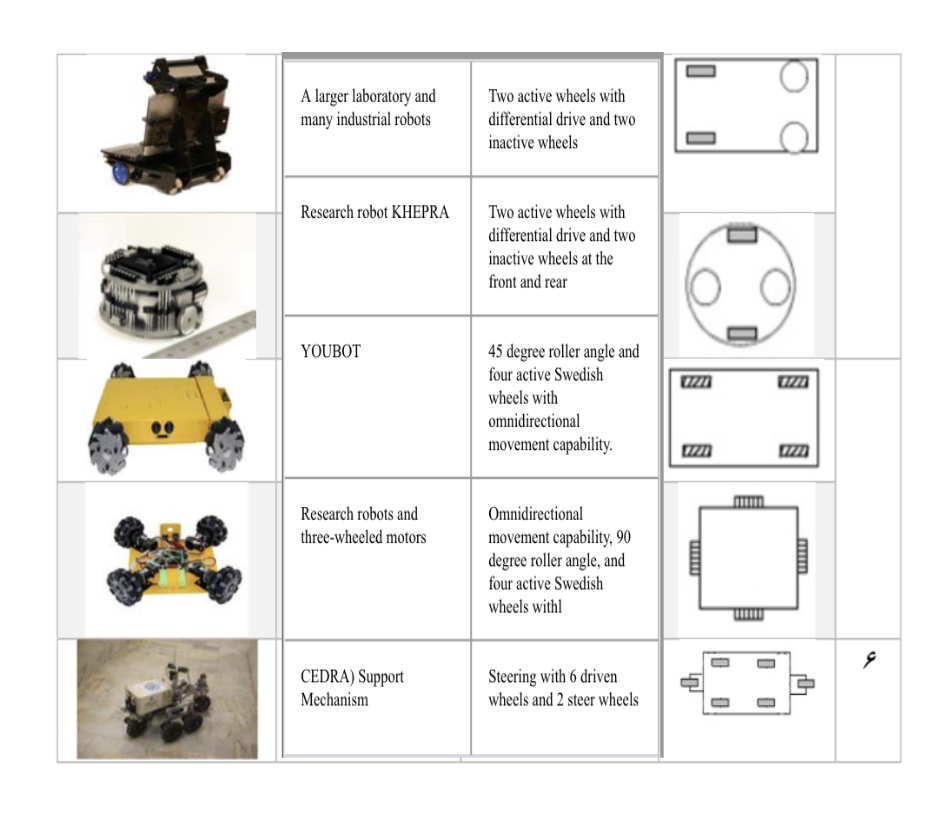 A larger laboratory and
many industrial robots
Two active wheels with
differential drive and two
inactive wheels
Research robot KHEPRA
Two active wheels with
differential drive and two
inactive wheels at the
front and rear
YOUBOT
45 degree roller angle and
four active Swedish
wheels with
omnidirectional
movement capability.
Research robots and
three-wheeled motors
Omnidirectional
movement capability, 90
degree roller angle, and
four active Swedish
wheels withl
CEDRA) Support
Mechanism
Steering with 6 driven
wheels and 2 steer wheels
۶